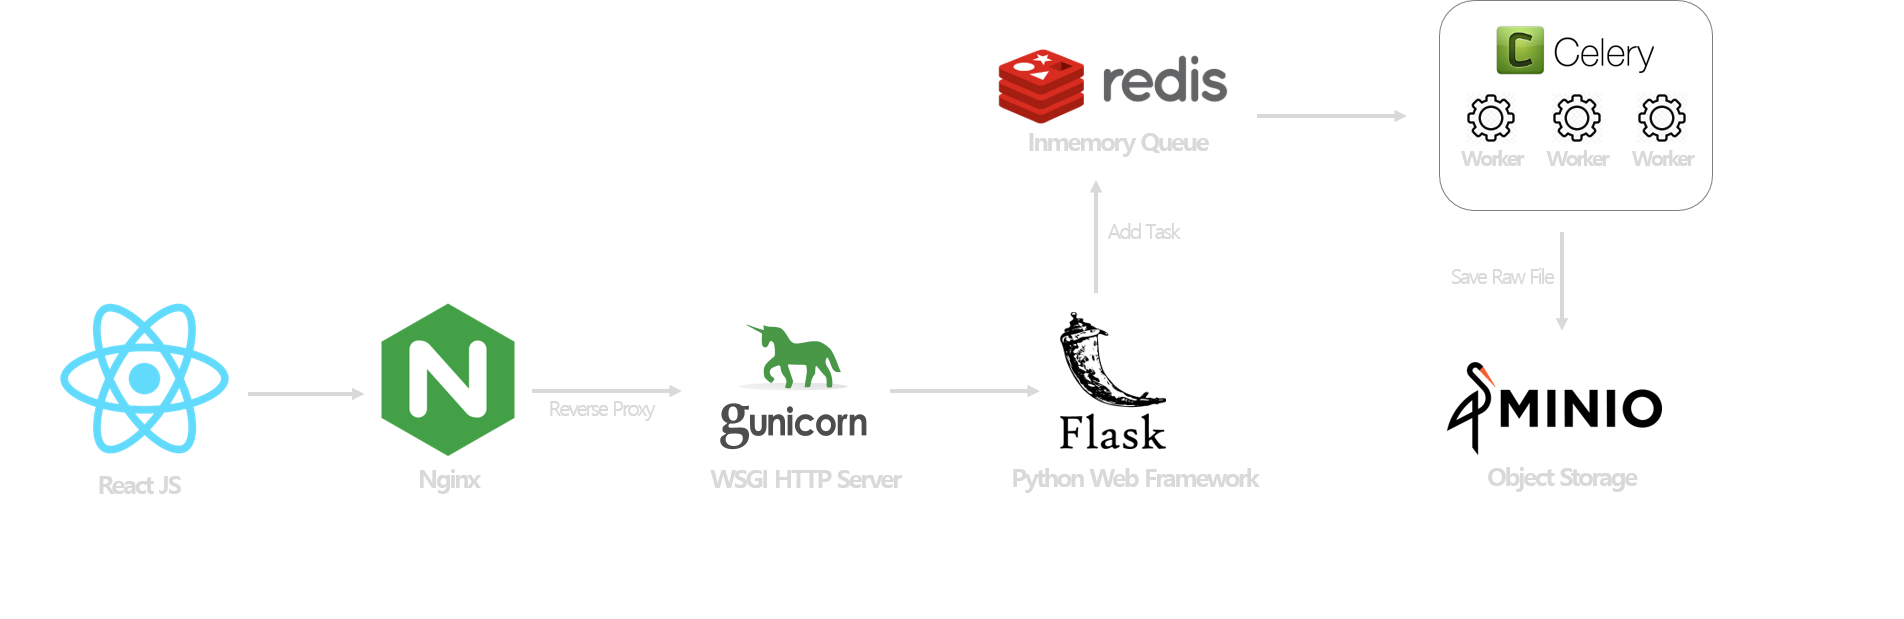 redis
Inmemory Queue
C Celery
Worker Worker Worker
Add Task
Save Raw File
N
Reverse Proxy
gunicorn
Flask
MINIO
React JS
Nginx
WSGI HTTP Server
Python Web Framework
Object Storage